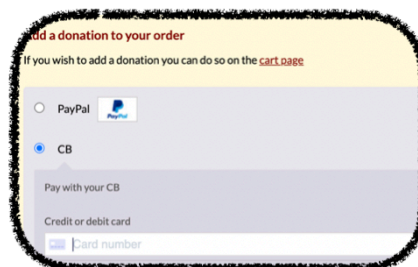 dd a donation to your order
If you wish to add a donation you can do so on the cart page
PayPal PayPal
CB
Pay with your CB
Credit or debit card
Card number